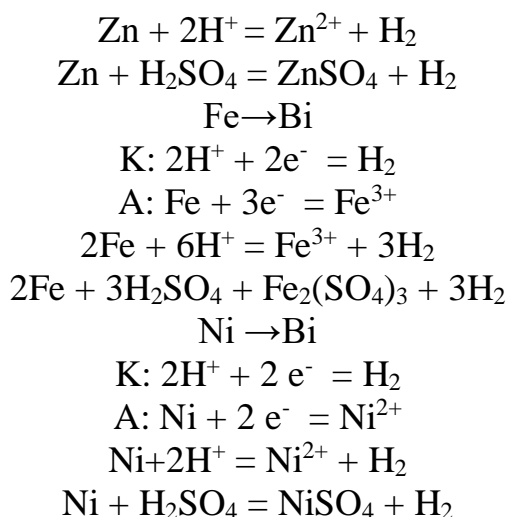 Zn + 2H⁺ = Zn²⁺ + H₂
Zn + H₂SO₄ = ZnSO₄ + H₂
Fe→Bi
K: 2H⁺ + 2e⁻ = H₂
A: Fe + 3e⁻ = Fe³⁺
2Fe + 6H⁺ = Fe³⁺ + 3H₂
2Fe + 3H₂SO₄ + Fe₂(SO₄)₃ + 3H₂
Ni →Bi
K: 2H⁺ + 2 e⁻ = H₂
A: Ni + 2 e⁻ = Ni²⁺
Ni+2H⁺ = Ni²⁺ + H₂
Ni + H₂SO₄ = NiSO₄ + H₂